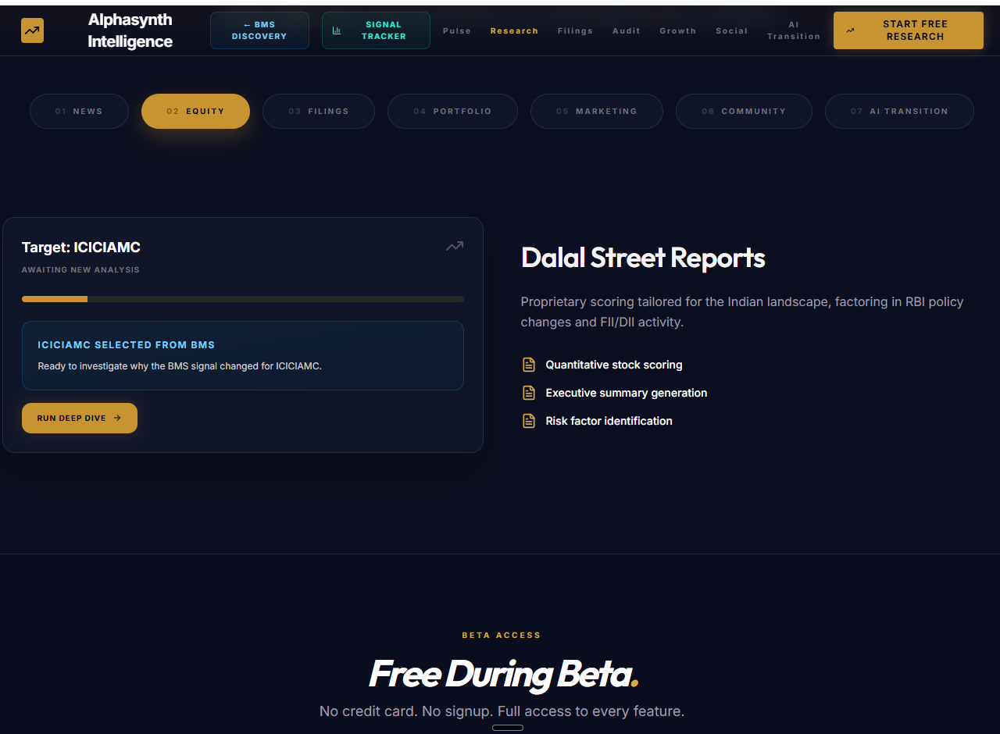 Alphasynth
Intelligence
← BMS
DISCOVERY
SIGNAL
TRACKER
Pulse
Research
Filings
Audit
Growth
Social
AI
Transition
START FREE
RESEARCH
01 NEWS
02 EQUITY
03 FILINGS
04 PORTFOLIO
05 MARKETING
06 COMMUNITY
07 AI TRANSITION
Target: ICICIAMC
AWAITING NEW ANALYSIS
ICICIAMC SELECTED FROM BMS
Ready to investigate why the BMS signal changed for ICICIAMC.
RUN DEEP DIVE →
Dalal Street Reports
Proprietary scoring tailored for the Indian landscape, factoring in RBI policy
changes and FII/DII activity.
Quantitative stock scoring
Executive summary generation
Risk factor identification
BETA ACCESS
Free During Beta.
No credit card. No signup. Full access to every feature.